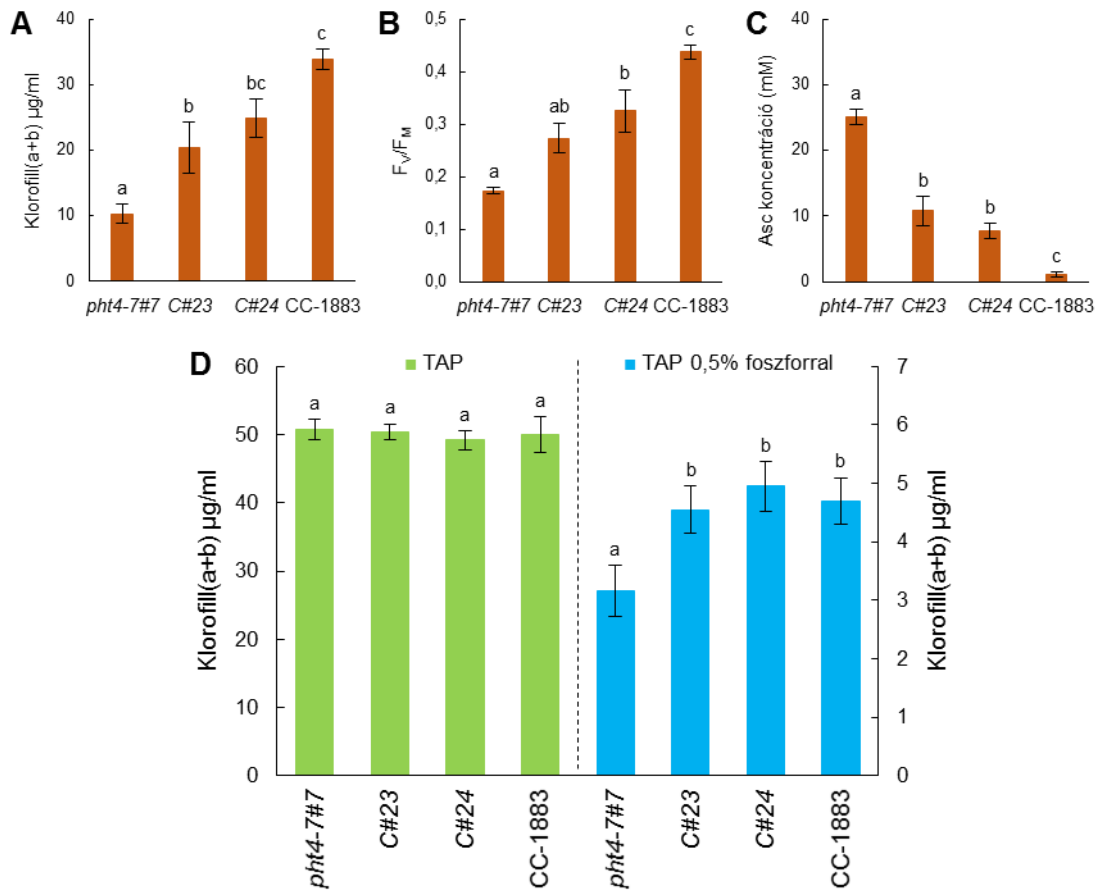 A
Klorofill(a+b) µg/ml
40
30
20
10
0
a
b
bc
c
pht4-7#7 C#23 C#24 CC-1883
B
Fv/FM
0,5
0,4
0,3
0,2
0,1
0,0
a
ab
b
c
pht4-7#7 C#23 C#24 CC-1883
C
Asc koncentráció (mM)
40
30
20
10
0
a
b
b
c
pht4-7#7 C#23 C#24 CC-1883
D
TAP
TAP 0,5% foszforral
Klorofill(a+b) µg/ml
60
50
40
30
20
10
0
a
a
a
a
a
b
b
b
7
6
5
4
3
2
1
0
Klorofill(a+b) µg/ml
pht4-7#7
C#23
C#24
CC-1883
pht4-7#7
C#23
C#24
CC-1883